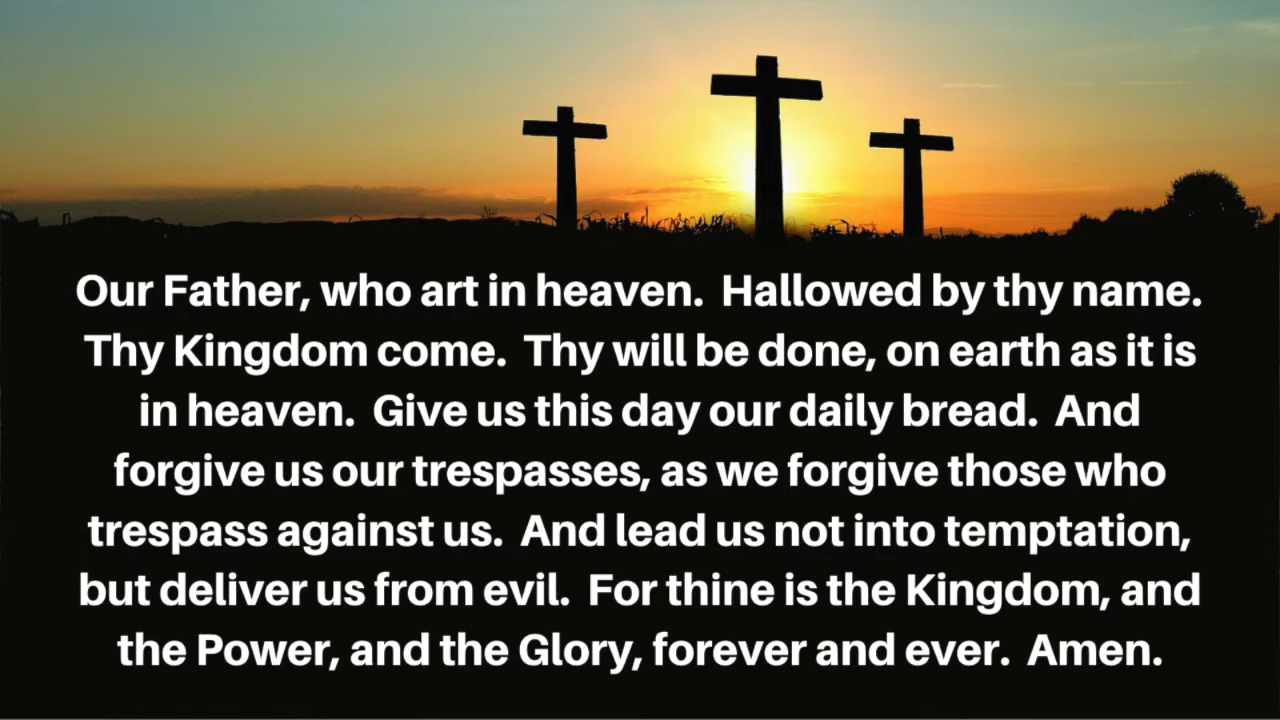 Our Father, who art in heaven.  Hallowed by thy name.
Thy Kingdom come.  Thy will be done, on earth as it is
in heaven.  Give us this day our daily bread.  And
forgive us our trespasses, as we forgive those who
trespass against us.  And lead us not into temptation,
but deliver us from evil.  For thine is the Kingdom, and
the Power, and the Glory, forever and ever.  Amen.